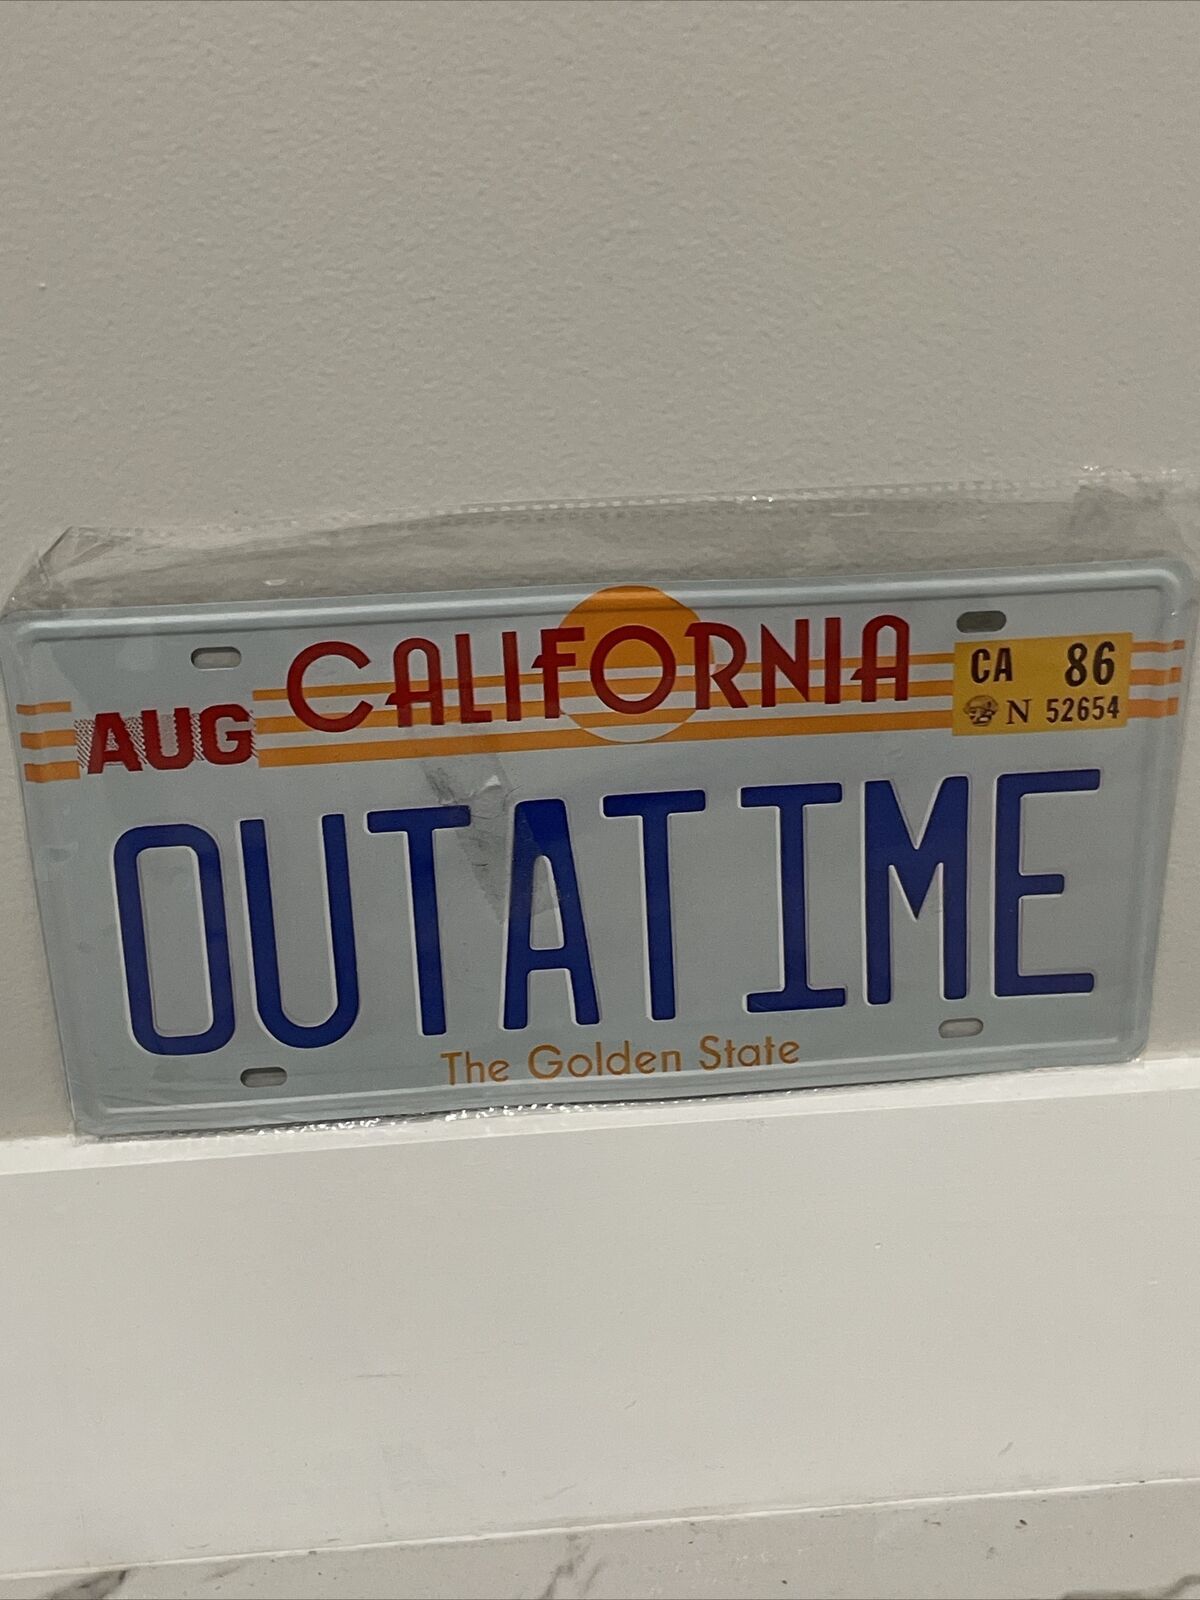 CALIFORNIA
CA 86
AUG
N 52654
OUTATIME
The Golden State